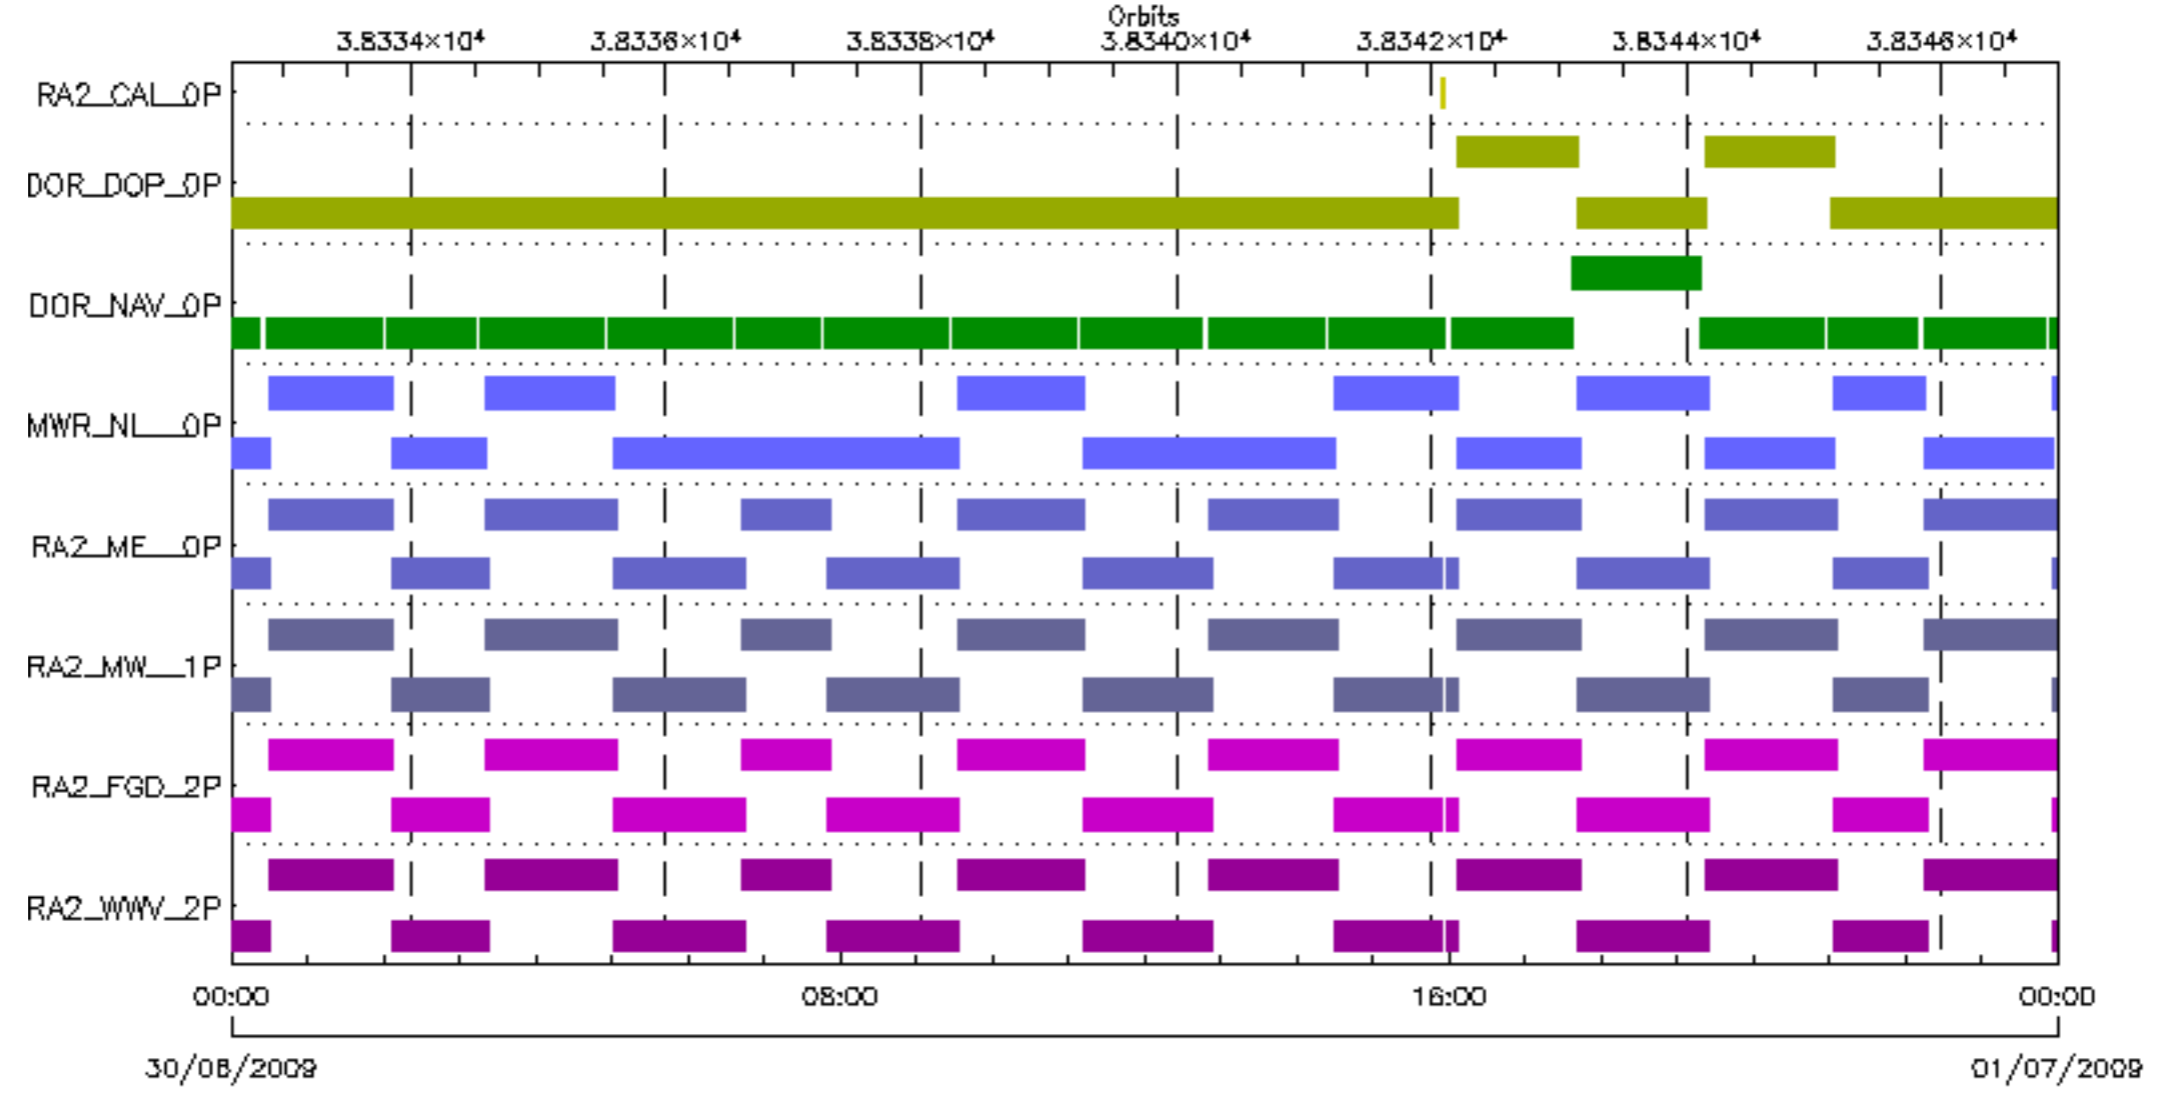 Orbits
3.8334×10⁴ 3.8336×10⁴ 3.8338×10⁴ 3.8340×10⁴ 3.8342×10⁴ 3.8344×10⁴ 3.8346×10⁴
RA2_CAL_0P
DOR_DOP_0P
DOR_NAV_0P
MWR_NL__0P
RA2_ME__0P
RA2_MW__1P
RA2_FGD_2P
RA2_WWV_2P
00:00 08:00 16:00 00:00
30/06/2009 01/07/2009